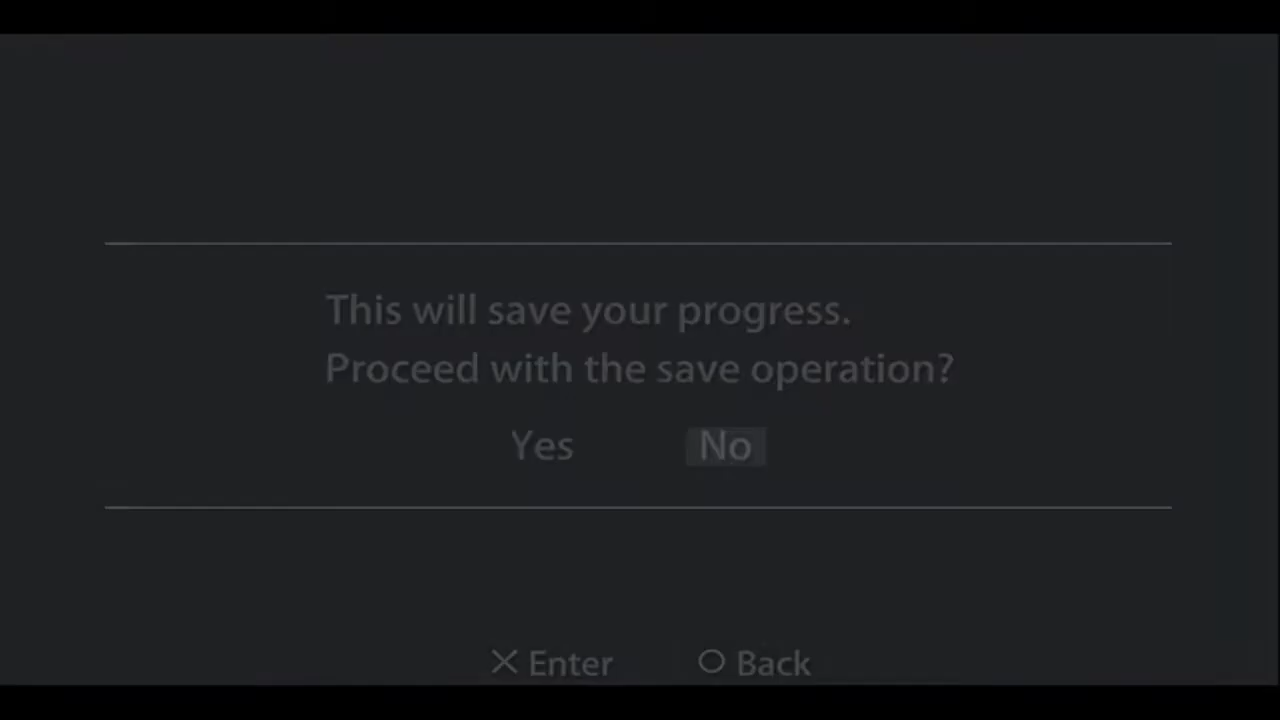 This will save your progress.
Proceed with the save operation?
Yes No
Enter Back